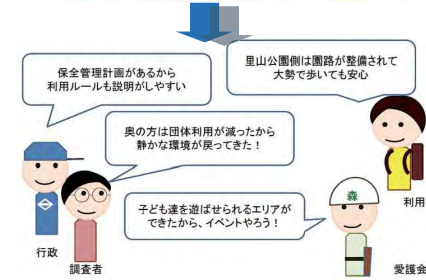 保全管理計画があるから
利用ルールも説明がしやすい
里山公園側は園路が整備されて
大勢で歩いても安心
奥の方は団体利用が減ったから
静かな環境が戻ってきた！
子ども達を遊ばせられるエリアが
できたから、イベントやろう！
森
行政
調査者
利用
愛護会